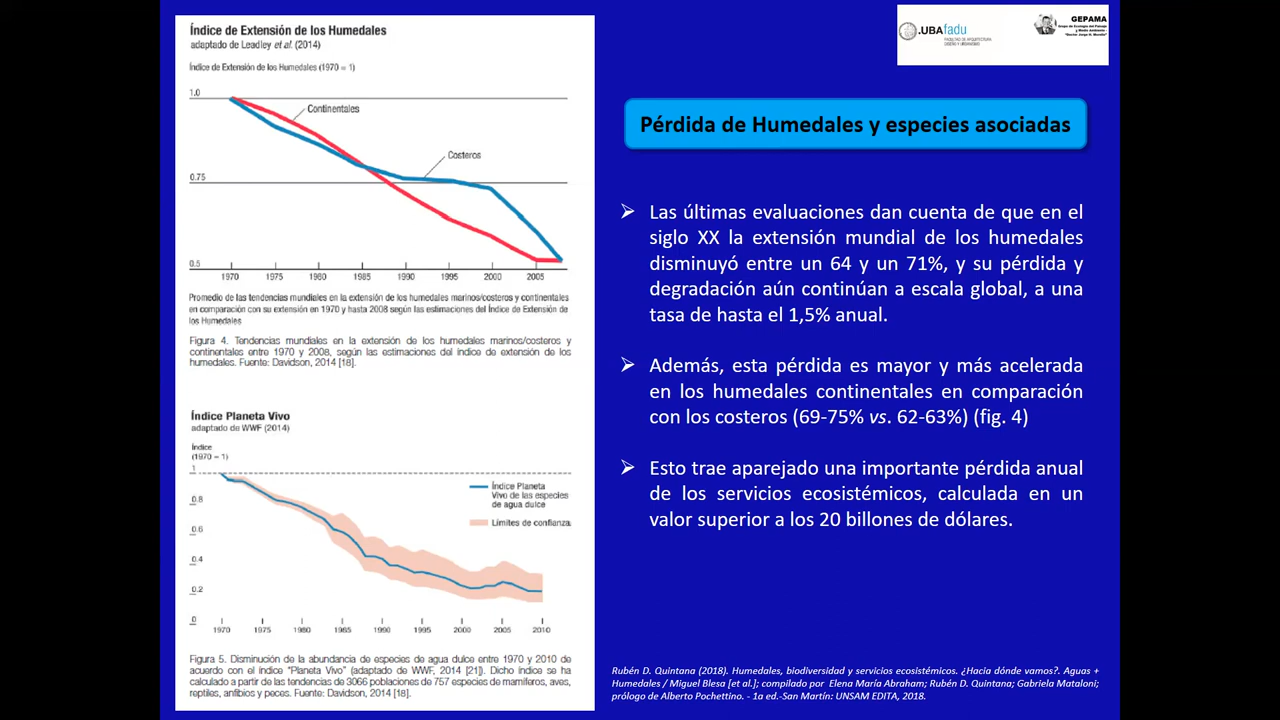 Índice de Extensión de los Humedales
adaptado de Leadley et al. (2014)
Índice de Extensión de los Humedales (1970 = 1)
1.0
Continentales
Costeros
0.75
0.5
1970 1975 1980 1985 1990 1995 2000 2005
Promedio de las tendencias mundiales en la extensión de los humedales marinos/costeros y continentales
en comparación con su extensión en 1970 y hasta 2008 según las estimaciones del Índice de Extensión de
los Humedales
Figura 4. Tendencias mundiales en la extensión de los humedales marinos/costeros y
continentales entre 1970 y 2008, según las estimaciones del índice de extensión de los
humedales. Fuente: Davidson, 2014 [18].
Índice Planeta Vivo
adaptado de WWF (2014)
Índice
(1970 = 1)
1
0.8
0.6
0.4
0.2
0
Índice Planeta
Vivo de las especies
de agua dulce
Límites de confianza
1970 1975 1980 1985 1990 1995 2000 2005 2010
Figura 5. Disminución de la abundancia de especies de agua dulce entre 1970 y 2010 de
acuerdo con el índice "Planeta Vivo" (adaptado de WWF, 2014 [21]). Dicho índice se ha
calculado a partir de las tendencias de 3066 poblaciones de 757 especies de mamíferos, aves,
reptiles, anfibios y peces. Fuente: Davidson, 2014 [18].
.UBAfadu
FACULTAD DE ARQUITECTURA
DISEÑO Y URBANISMO
GEPAMA
Grupo de Ecología del Paisaje
y Medio Ambiente
Pérdida de Humedales y especies asociadas
➢ Las últimas evaluaciones dan cuenta de que en el
siglo XX la extensión mundial de los humedales
disminuyó entre un 64 y un 71%, y su pérdida y
degradación aún continúan a escala global, a una
tasa de hasta el 1,5% anual.
➢ Además, esta pérdida es mayor y más acelerada
en los humedales continentales en comparación
con los costeros (69-75% vs. 62-63%) (fig. 4)
➢ Esto trae aparejado una importante pérdida anual
de los servicios ecosistémicos, calculada en un
valor superior a los 20 billones de dólares.
Rubén D. Quintana (2018). Humedales, biodiversidad y servicios ecosistémicos. ¿Hacia dónde vamos?. Aguas +
Humedales / Miguel Blesa [et al.]; compilado por Elena María Abraham; Rubén D. Quintana; Gabriela Mataloni;
prólogo de Alberto Pochettino. - 1a ed.-San Martín: UNSAM EDITA, 2018.